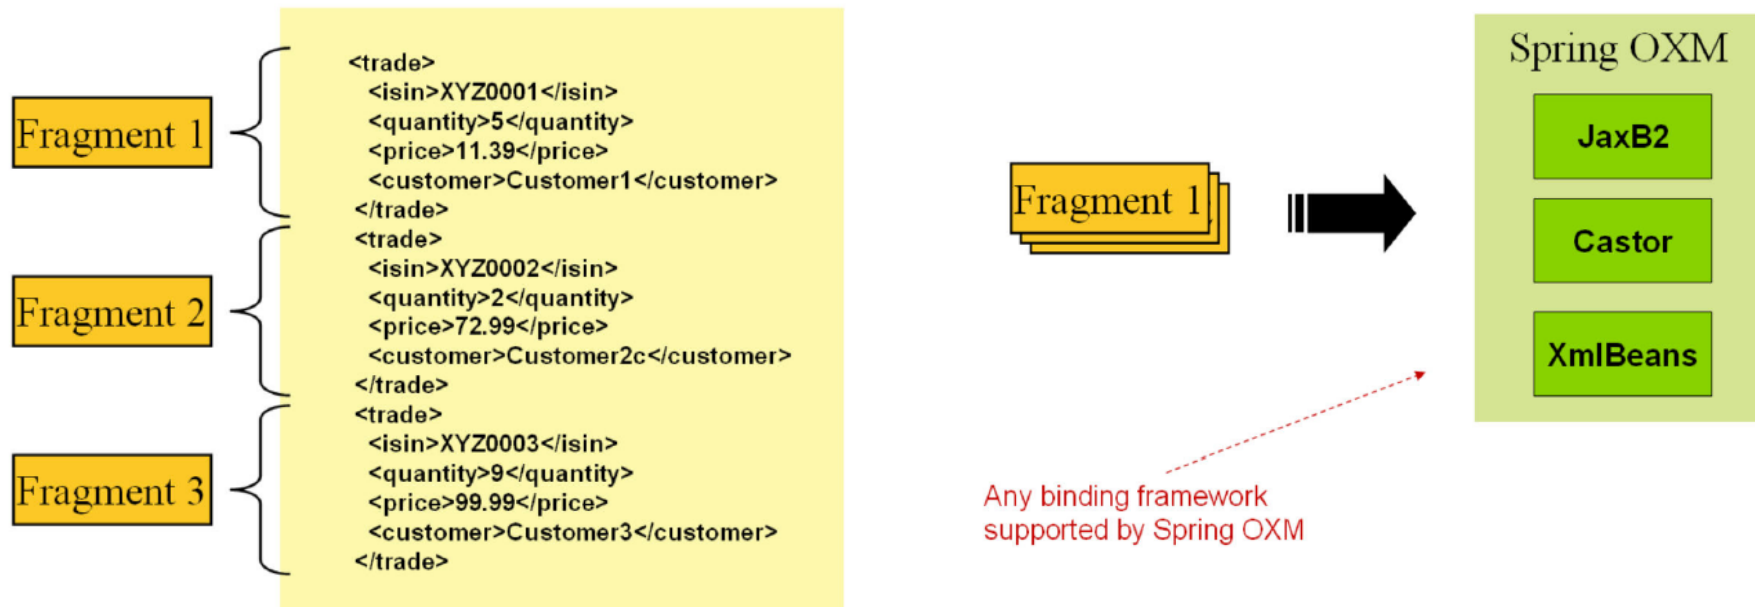 Fragment 1
Fragment 2
Fragment 3
<trade>
<isin>XYZ0001</isin>
<quantity>5</quantity>
<price>11.39</price>
<customer>Customer1</customer>
</trade>
<trade>
<isin>XYZ0002</isin>
<quantity>2</quantity>
<price>72.99</price>
<customer>Customer2c</customer>
</trade>
<trade>
<isin>XYZ0003</isin>
<quantity>9</quantity>
<price>99.99</price>
<customer>Customer3</customer>
</trade>
Fragment 1
Any binding framework
supported by Spring OXM
Spring OXM
JaxB2
Castor
XmlBeans